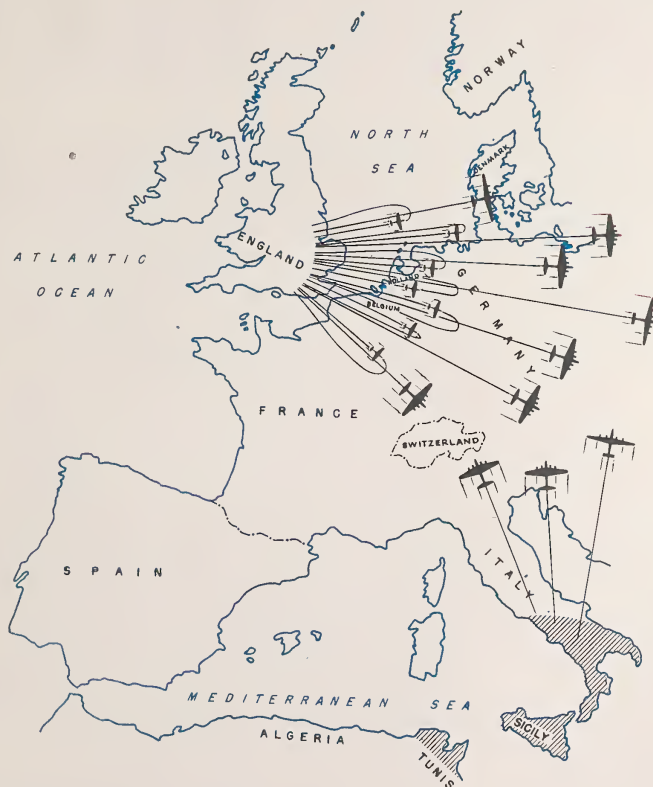 NORWAY
NORTH
SEA
DENMARK
ENGLAND
ATLANTIC
OCEAN
HOLLAND
GERMANY
BELGIUM
FRANCE
SWITZERLAND
ITALY
SPAIN
MEDITERRANEAN SEA
SICILY
ALGERIA
TUNIS